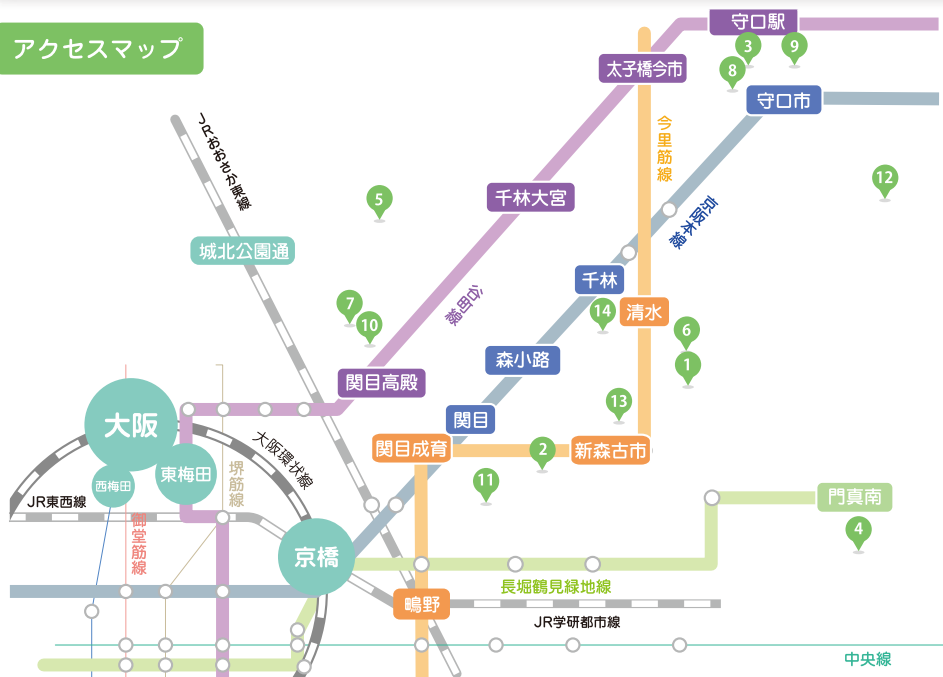 アクセスマップ
守口駅
3
9
8
太子橋今市
守口市
JRおおさか東線
今里筋線
12
5
千林大宮
京阪本線
城北公園通
千林
7
谷町線
14
清水
10
6
森小路
1
関目高殿
13
関目
大阪
関目成育
2
新森古市
大阪環状線
東梅田
西梅田
堺筋線
11
JR東西線
門真南
御堂筋線
4
京橋
長堀鶴見緑地線
鴫野
JR学研都市線
中央線